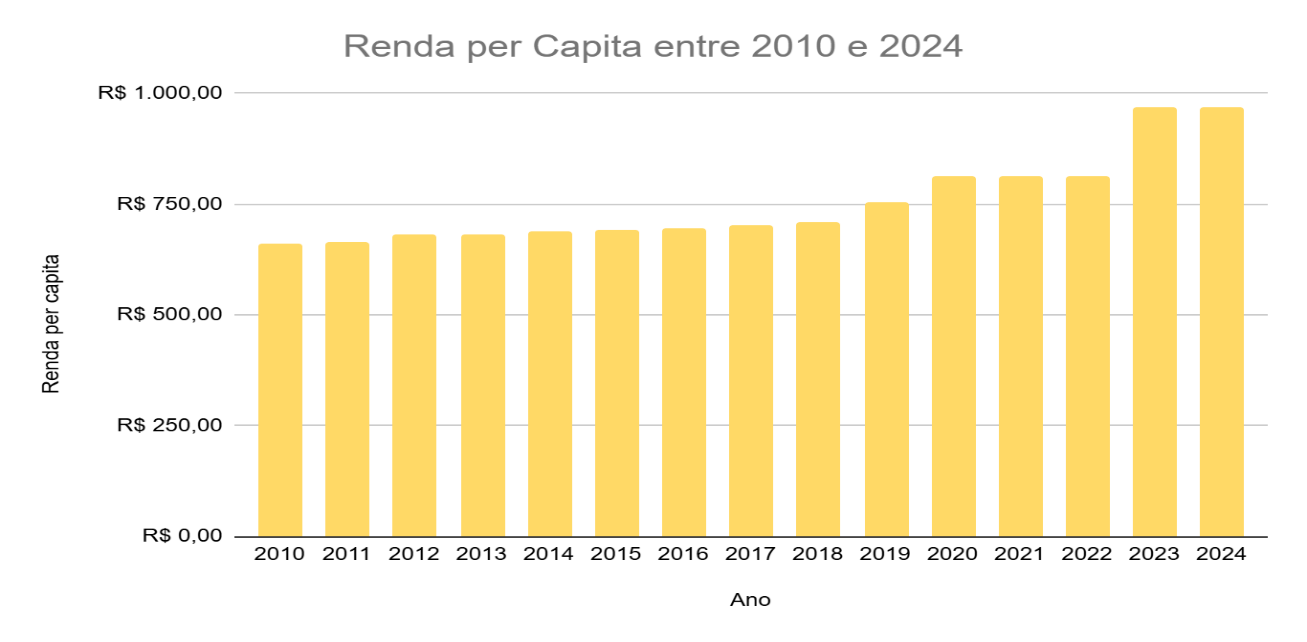 Renda per Capita entre 2010 e 2024
R$ 1.000,00
R$ 750,00
R$ 500,00
R$ 250,00
R$ 0,00
Renda per capita
2010 2011 2012 2013 2014 2015 2016 2017 2018 2019 2020 2021 2022 2023 2024
Ano